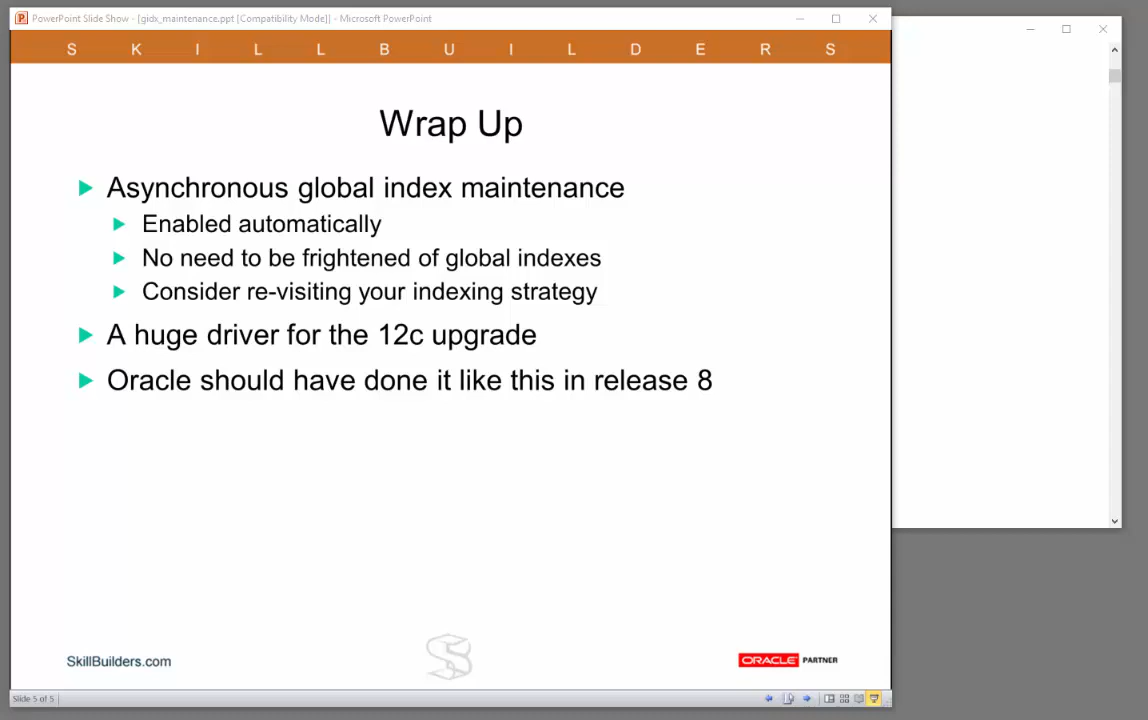 PowerPoint Slide Show - [gidx_maintenance.ppt [Compatibility Mode]] - Microsoft PowerPoint
S K I L L B U I L D E R S
Wrap Up
Asynchronous global index maintenance
Enabled automatically
No need to be frightened of global indexes
Consider re-visiting your indexing strategy
A huge driver for the 12c upgrade
Oracle should have done it like this in release 8
SkillBuilders.com
S
ORACLE PARTNER
Slide 5 of 5